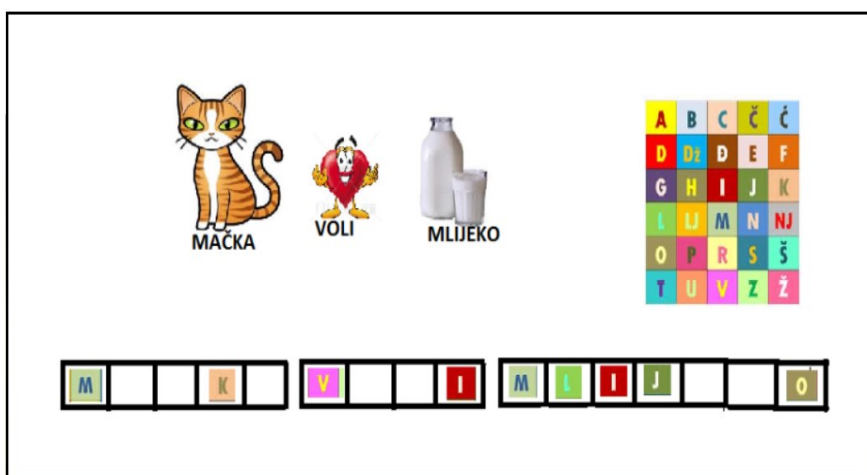 MAČKA
VOLI
MLIJEKO
A B C Č Ć
D Dž Đ E F
G H I J K
L LJ M N NJ
O P R S Š
T U V Z Ž
M K V I M L I J O